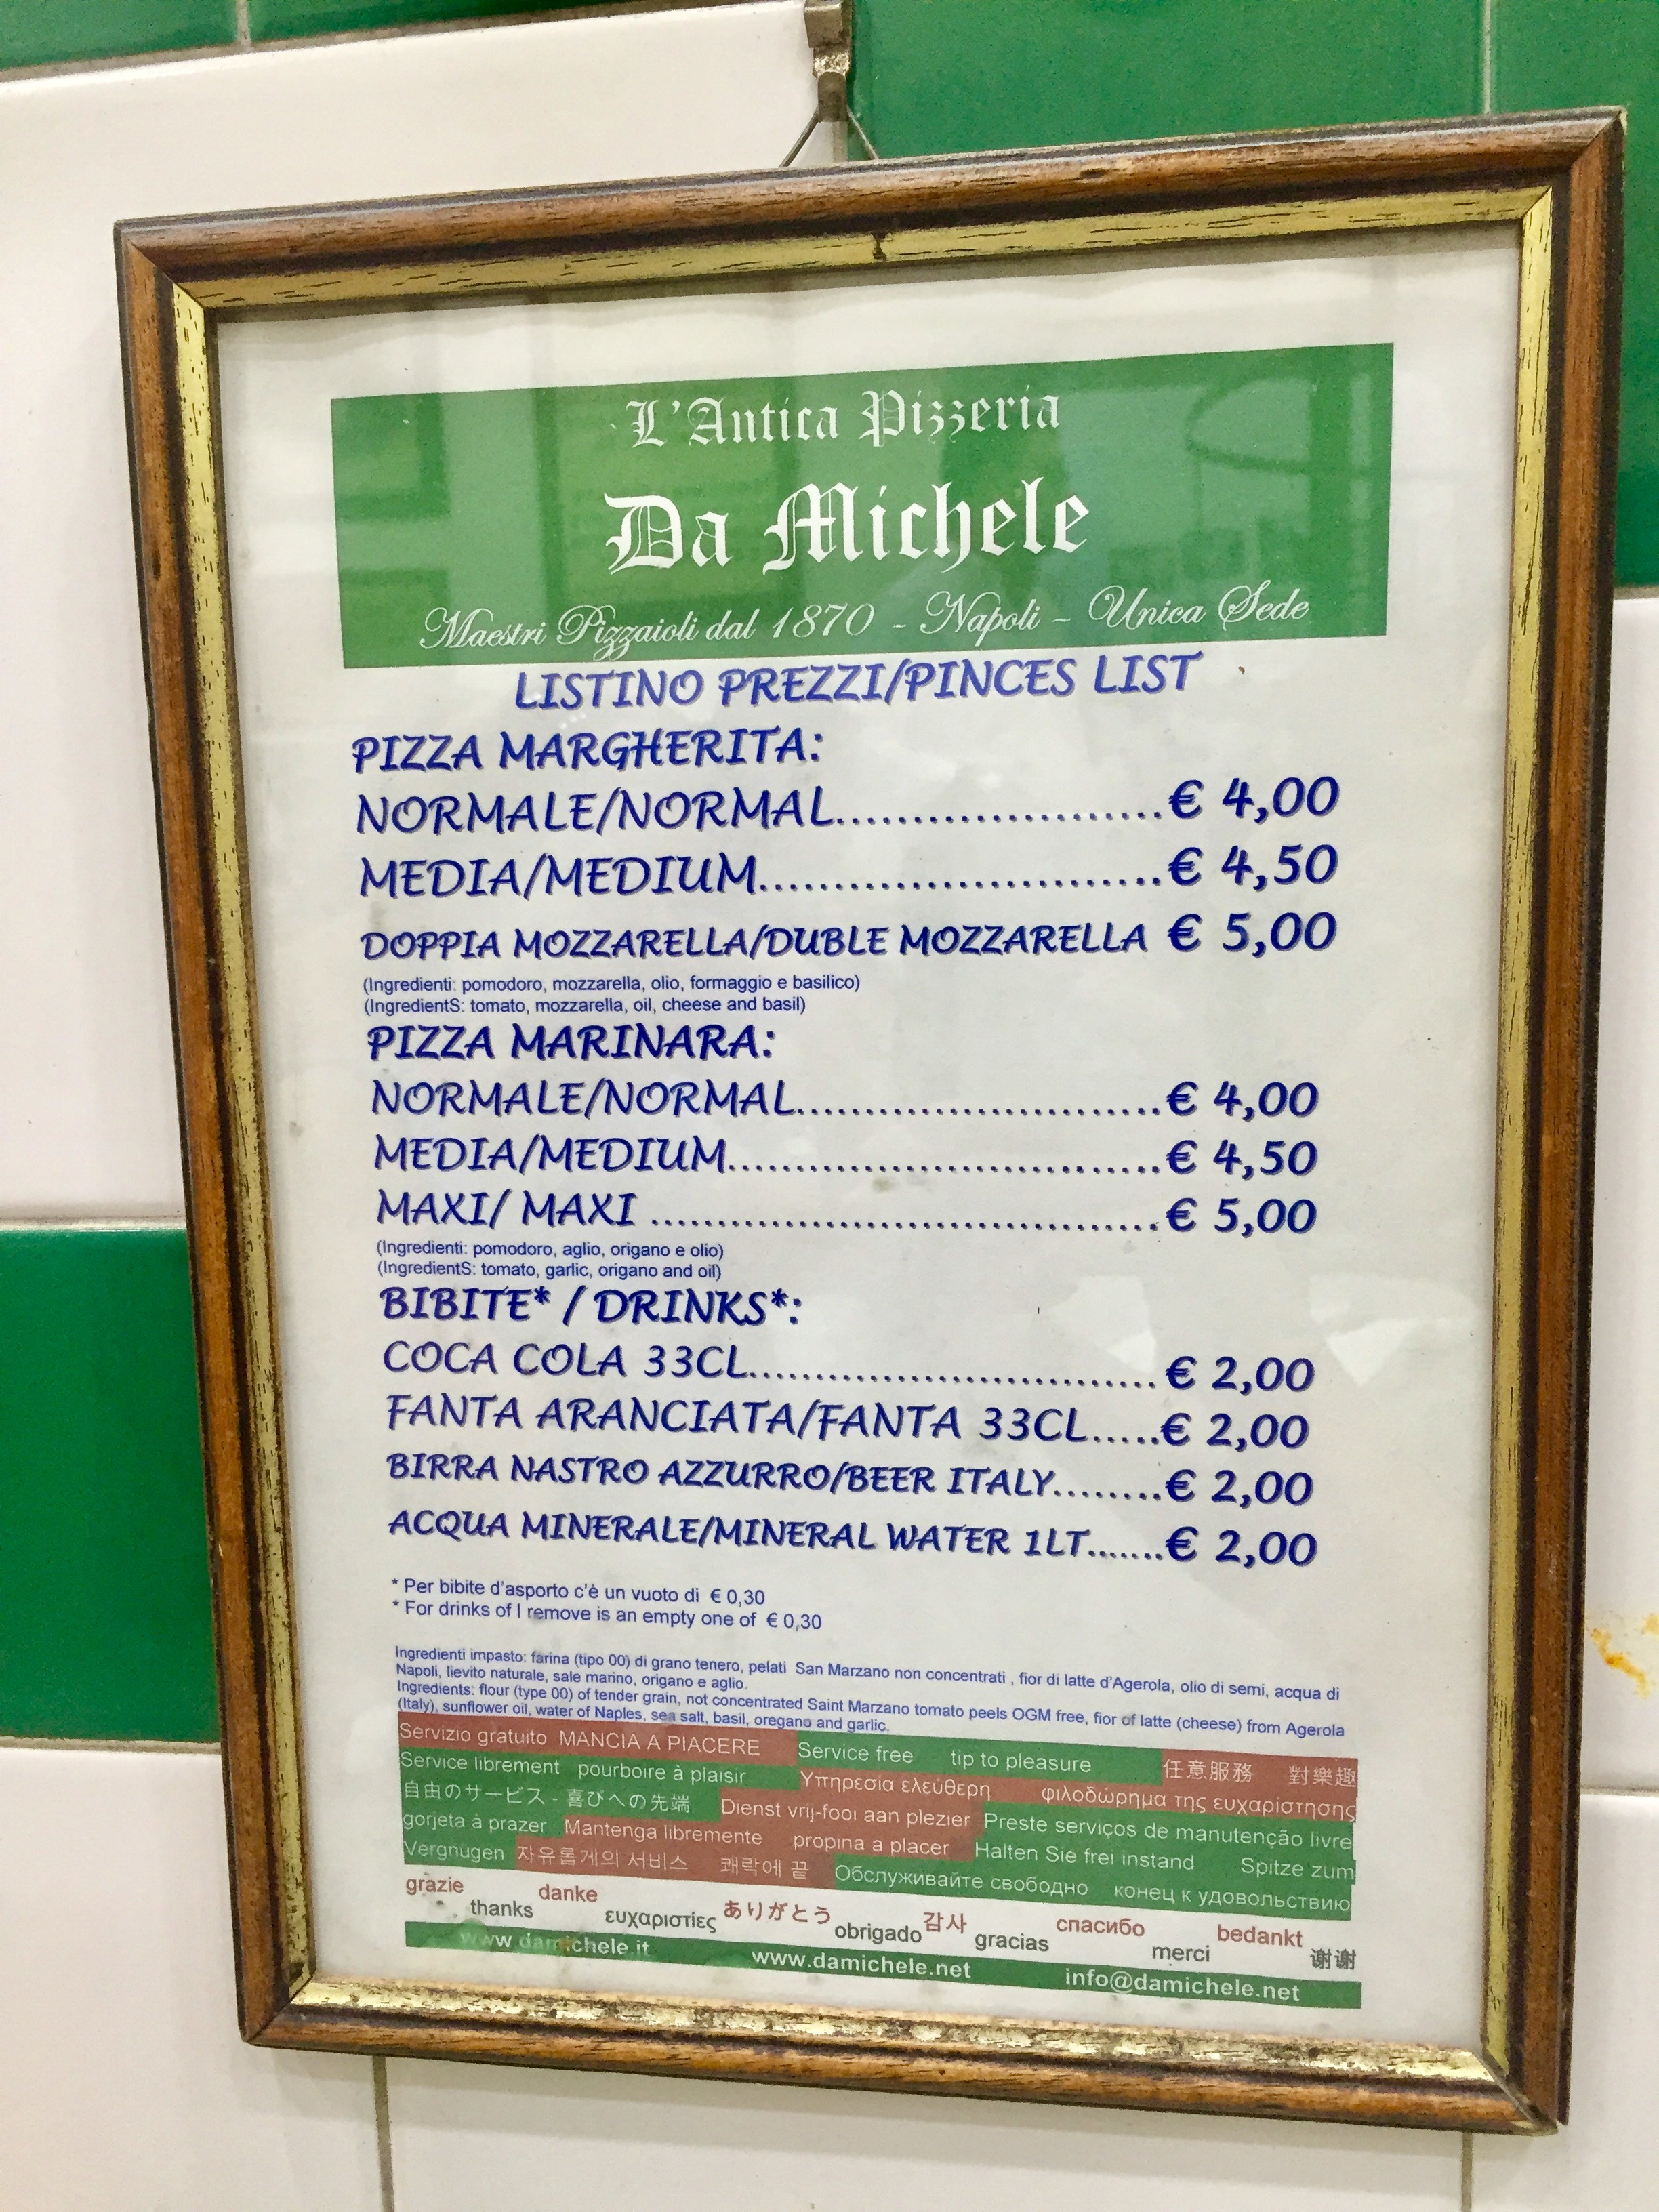 L'Antica Pizzeria
Da Michele
Maestri Pizzaioli dal 1870 - Napoli - Unica Sede
LISTINO PREZZI/PINCES LIST
PIZZA MARGHERITA:
NORMALE/NORMAL......................€ 4,00
MEDIA/MEDIUM...........................€ 4,50
DOPPIA MOZZARELLA/DUBLE MOZZARELLA € 5,00
(Ingredienti: pomodoro, mozzarella, olio, formaggio e basilico)
(IngredientS: tomato, mozzarella, oil, cheese and basil)
PIZZA MARINARA:
NORMALE/NORMAL............................€ 4,00
MEDIA/MEDIUM.................................€ 4,50
MAXI/ MAXI .......................................€ 5,00
(Ingredienti: pomodoro, aglio, origano e olio)
(IngredientS: tomato, garlic, origano and oil)
BIBITE* / DRINKS*:
COCA COLA 33CL...............................€ 2,00
FANTA ARANCIATA/FANTA 33CL.....€ 2,00
BIRRA NASTRO AZZURRO/BEER ITALY........€ 2,00
ACQUA MINERALE/MINERAL WATER 1LT.......€ 2,00
* Per bibite d'asporto c'è un vuoto di € 0,30
* For drinks of I remove is an empty one of € 0,30
Ingredienti impasto: farina (tipo 00) di grano tenero, pelati San Marzano non concentrati , fior di latte d'Agerola, olio di semi, acqua di
Napoli, lievito naturale, sale marino, origano e aglio.
Ingredients: flour (type 00) of tender grain, not concentrated Saint Marzano tomato peels OGM free, fior of latte (cheese) from Agerola
(Italy), sunflower oil, water of Naples, sea salt, basil, oregano and garlic.
Servizio gratuito MANCIA A PIACERE Service free tip to pleasure 任意服務 對樂趣
Service librement pourboire à plaisir Υπηρεσία ελεύθερη φιλοδώρημα της ευχαρίστησης
自由のサービス - 喜びへの先端 Dienst vrij-fooi aan plezier Preste serviços de manutenção livre
gorjeta à prazer Mantenga libremente propina a placer Halten Sie frei instand Spitze zum
Vergnügen 자유롭게의 서비스 쾌락에 끝 Обслуживайте свободно конец к удовольствию
grazie thanks danke ευχαριστίες ありがとう obrigado 감사 gracias спасибо merci bedankt 谢谢
www.damichele.it www.damichele.net info@damichele.net